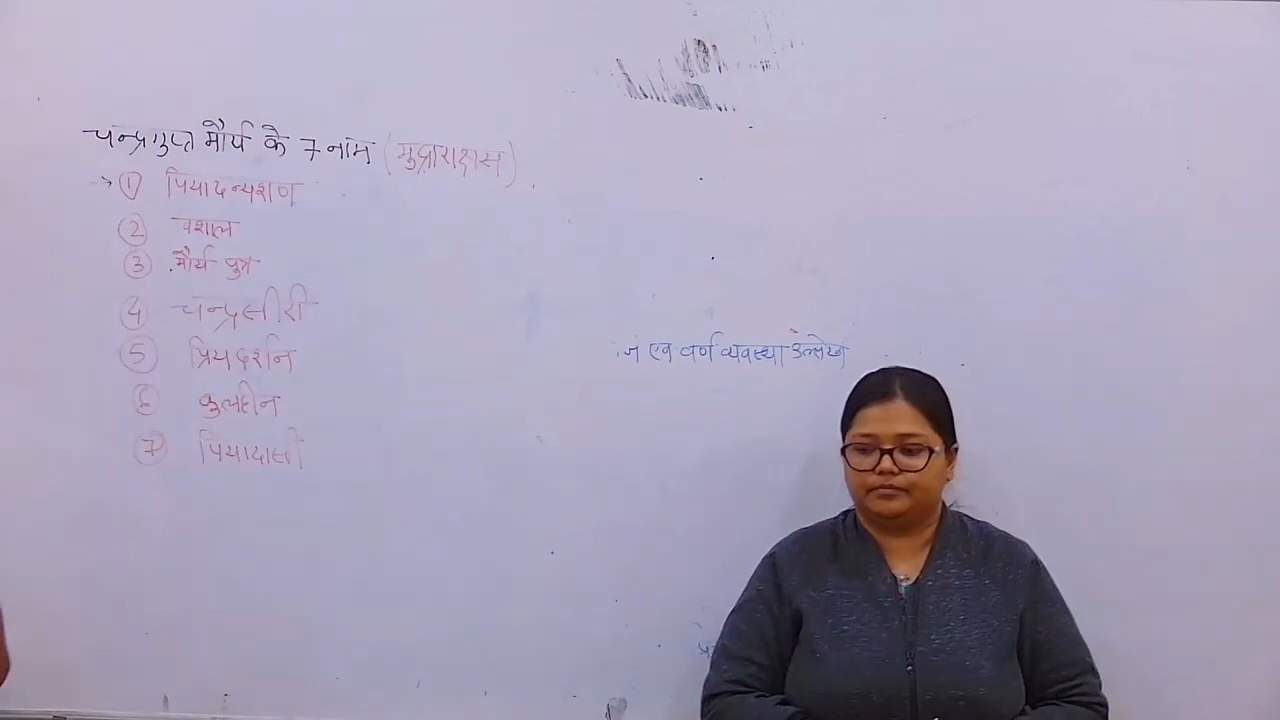 चन्द्रगुप्त मौर्य के 7 नाम (मुद्राराक्षस)
① पियादन्यशण
② वशाल
③ मौर्य पुत्र
④ चन्द्रसीरी
⑤ प्रियदर्शन
⑥ कुलहीन
⑦ पियादासी
एव वर्ण व्यवस्था उल्लेख